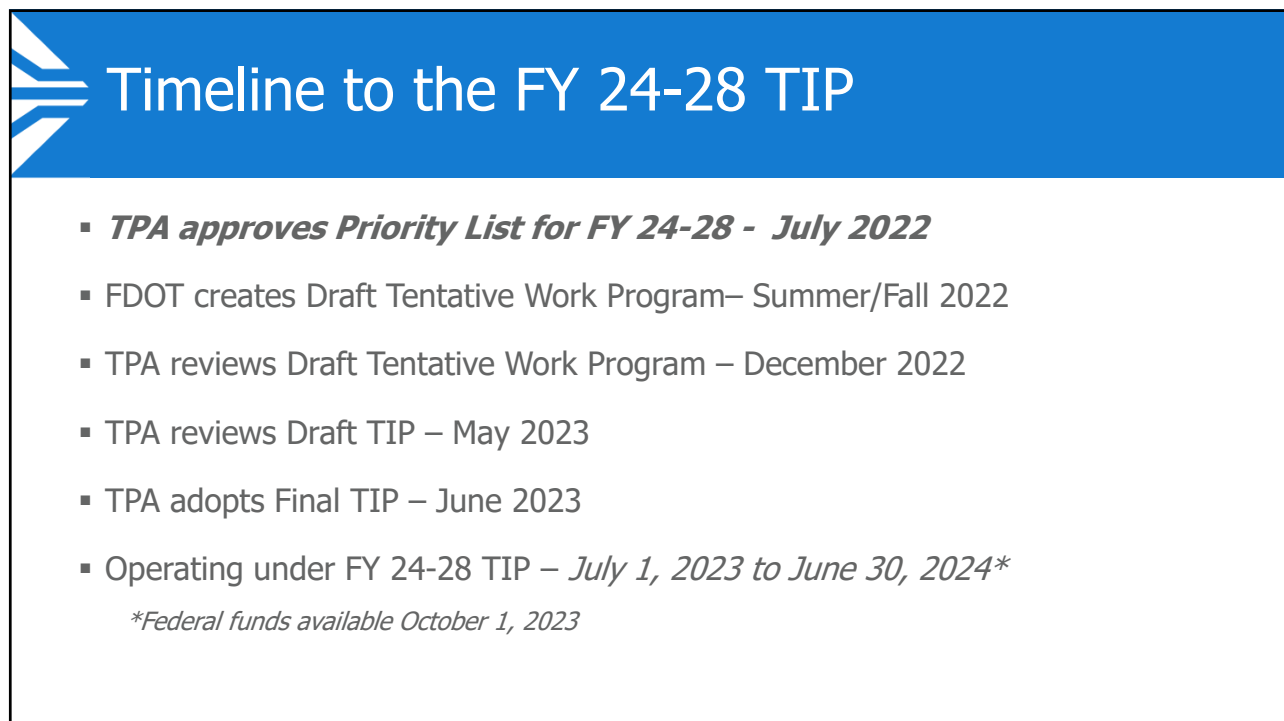 Timeline to the FY 24-28 TIP
▪ TPA approves Priority List for FY 24-28 - July 2022
▪ FDOT creates Draft Tentative Work Program– Summer/Fall 2022
▪ TPA reviews Draft Tentative Work Program – December 2022
▪ TPA reviews Draft TIP – May 2023
▪ TPA adopts Final TIP – June 2023
▪ Operating under FY 24-28 TIP – July 1, 2023 to June 30, 2024*
*Federal funds available October 1, 2023